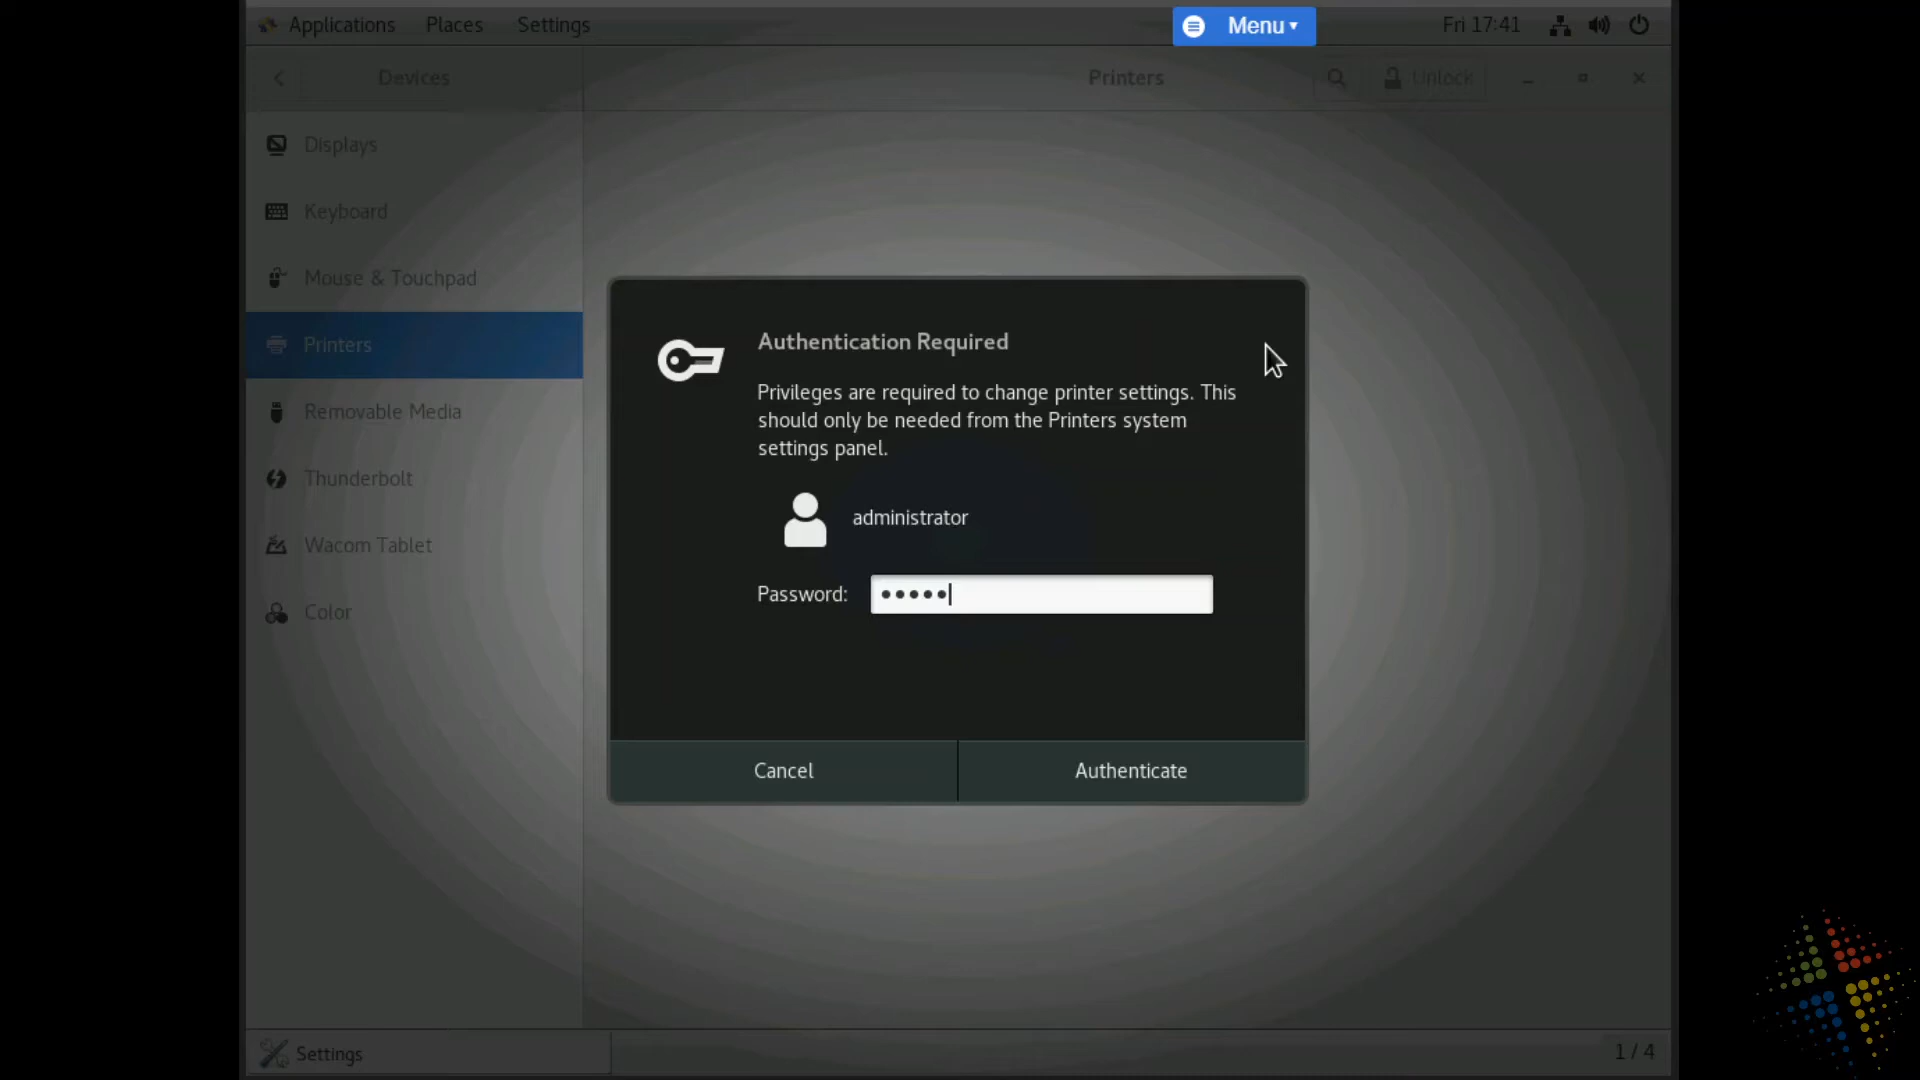 Applications Places Settings Menu Fri 17:41
Devices Printers Unlock
Displays
Keyboard
Mouse & Touchpad
Printers
Removable Media
Thunderbolt
Wacom Tablet
Color
Authentication Required
Privileges are required to change printer settings. This
should only be needed from the Printers system
settings panel.
administrator
Password: •••••
Cancel Authenticate
Settings 1 / 4